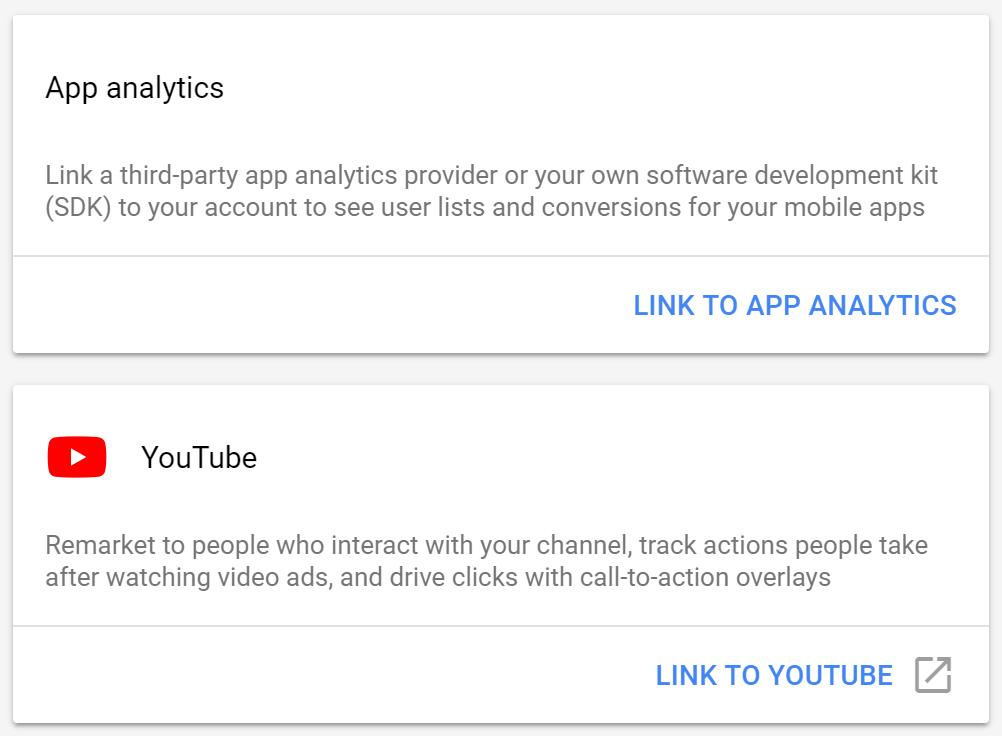 App analytics
Link a third-party app analytics provider or your own software development kit
(SDK) to your account to see user lists and conversions for your mobile apps
LINK TO APP ANALYTICS
YouTube
Remarket to people who interact with your channel, track actions people take
after watching video ads, and drive clicks with call-to-action overlays
LINK TO YOUTUBE